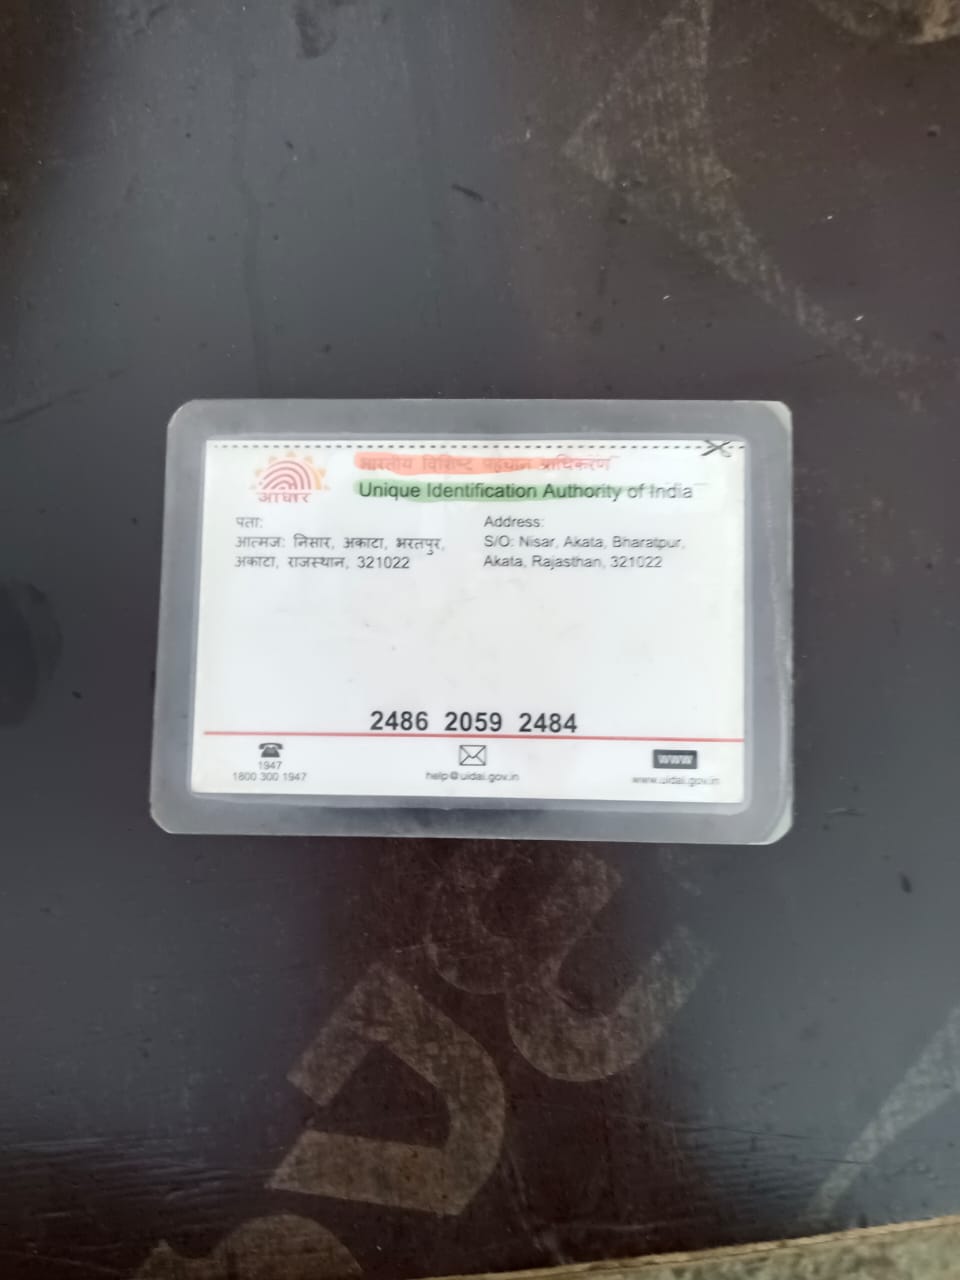 आधार
भारतीय विशिष्ट पहचान प्राधिकरण
Unique Identification Authority of India
पता:
आत्मज: निसार, अकाटा, भरतपुर,
अकाटा, राजस्थान, 321022
Address:
S/O: Nisar, Akata, Bharatpur,
Akata, Rajasthan, 321022
2486 2059 2484
1947
1800 300 1947
help@uidai.gov.in
www
www.uidai.gov.in